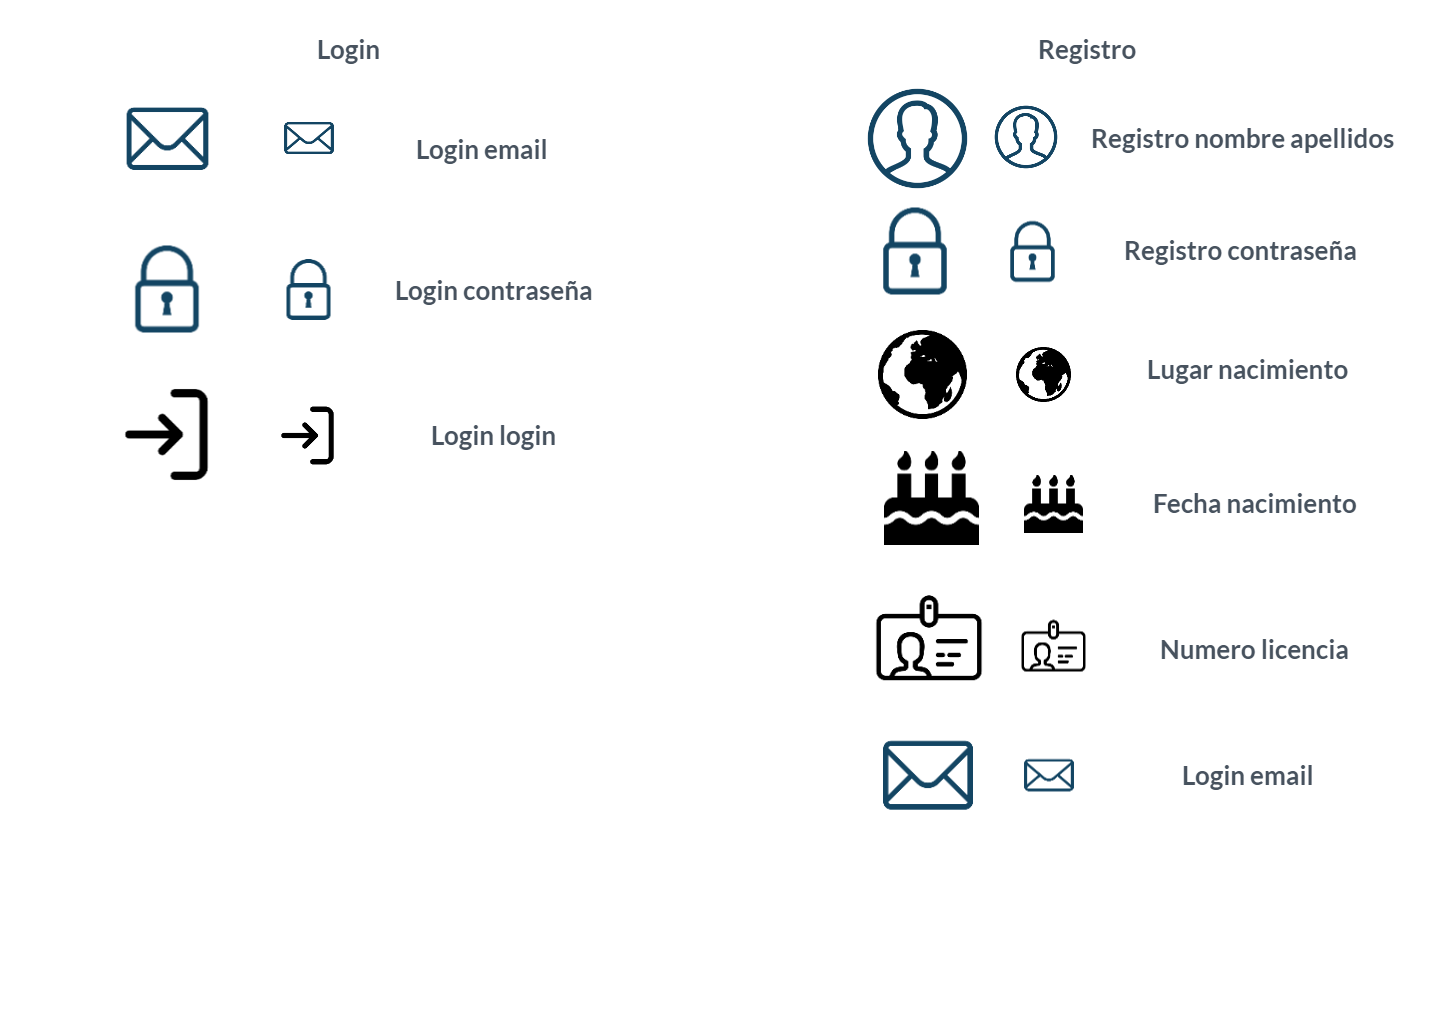 Login
Login email
Login contraseña
Login login
Registro
Registro nombre apellidos
Registro contraseña
Lugar nacimiento
Fecha nacimiento
Numero licencia
Login email